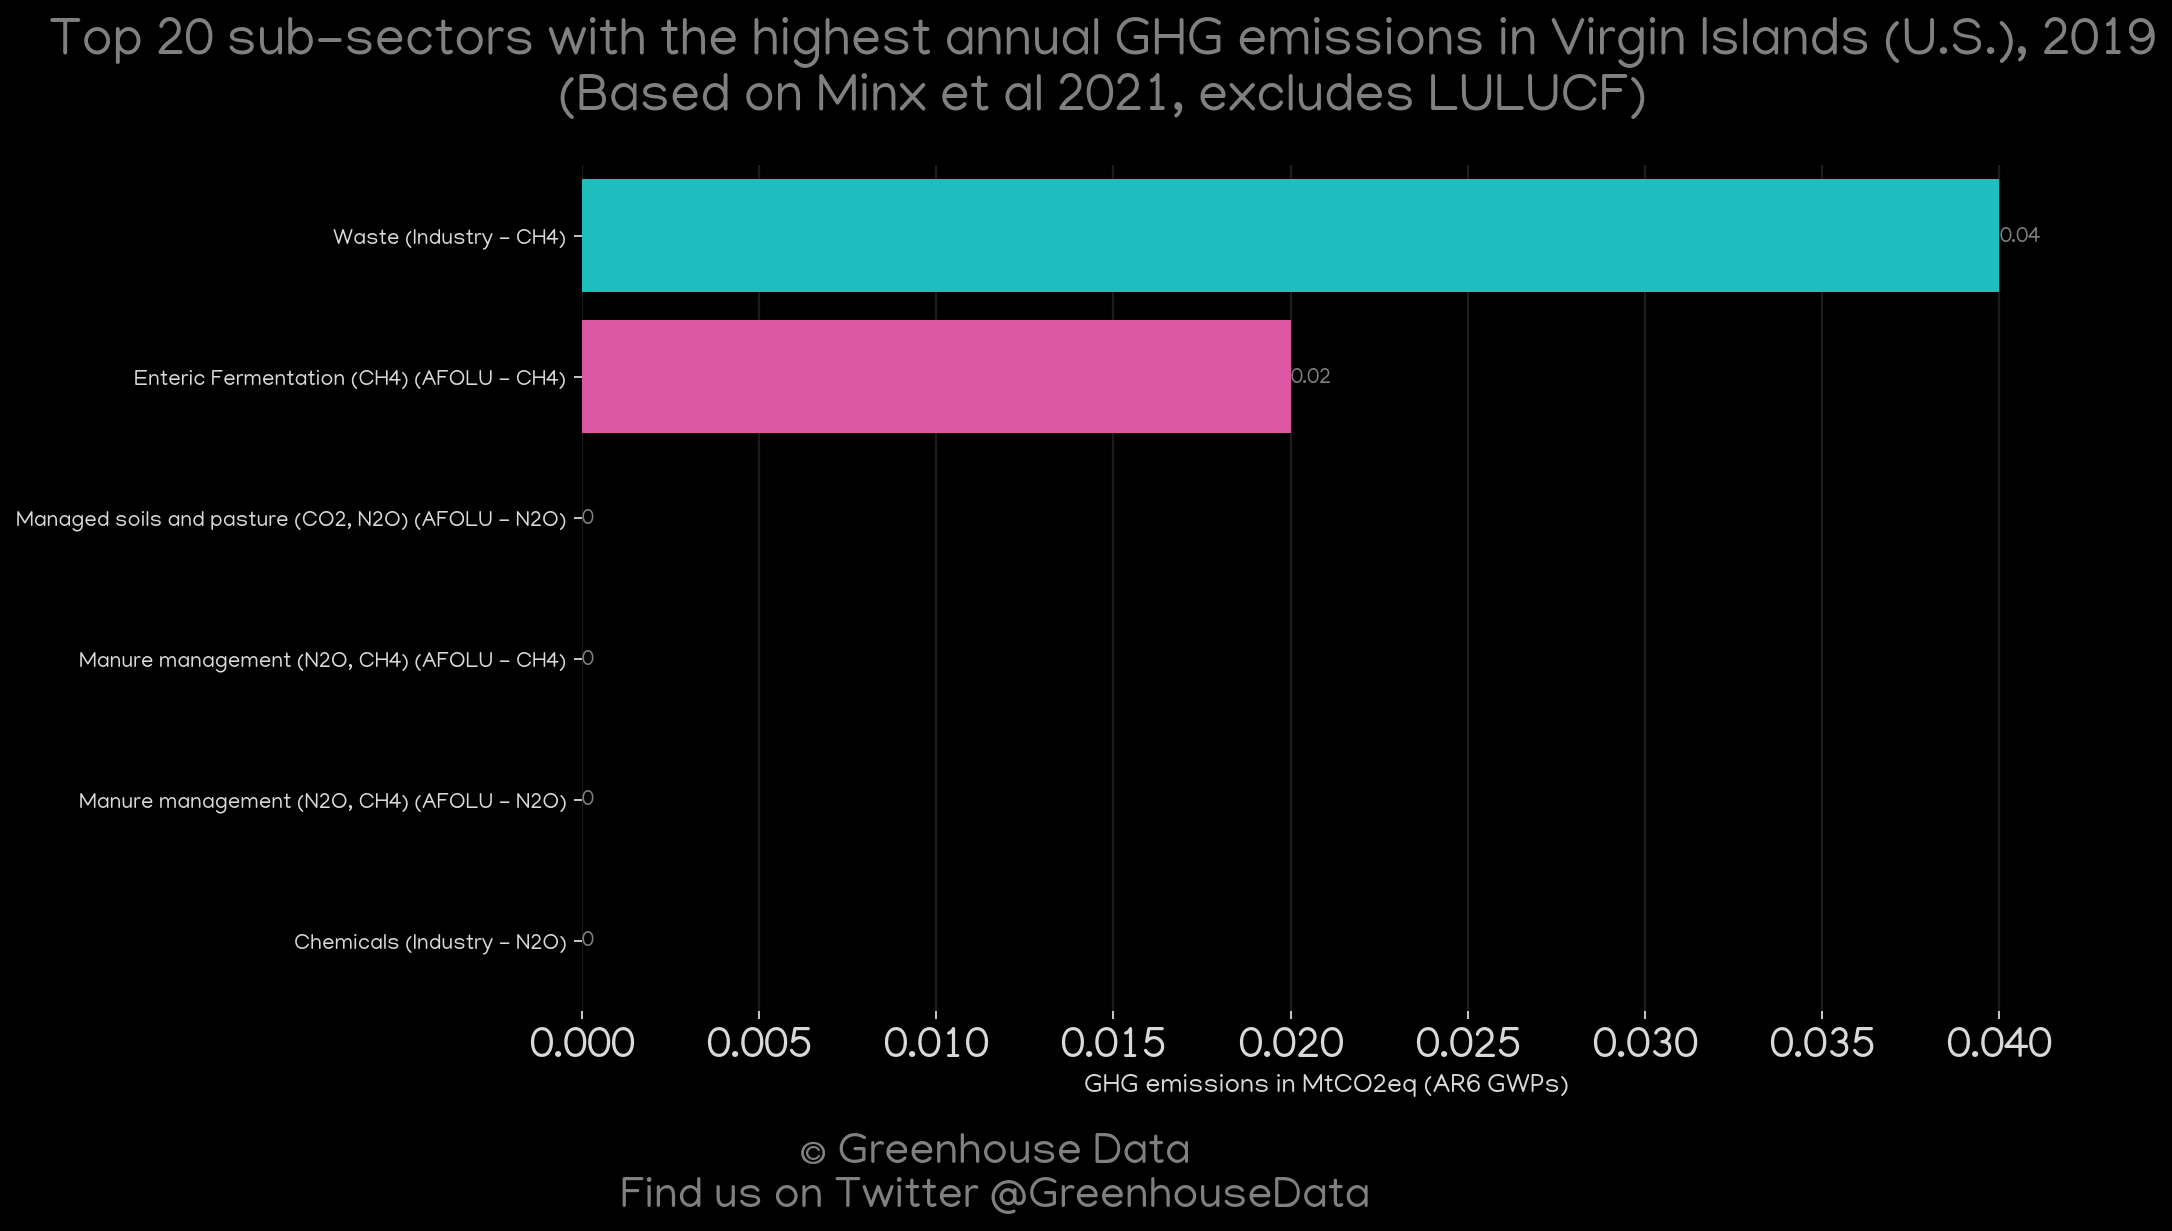 Top 20 sub-sectors with the highest annual GHG emissions in Virgin Islands (U.S.), 2019
(Based on Minx et al 2021, excludes LULUCF)
Waste (Industry - CH4)
0.04
Enteric Fermentation (CH4) (AFOLU - CH4)
0.02
Managed soils and pasture (CO2, N2O) (AFOLU - N2O)
0
Manure management (N2O, CH4) (AFOLU - CH4)
0
Manure management (N2O, CH4) (AFOLU - N2O)
0
Chemicals (Industry - N2O)
0
0.000 0.005 0.010 0.015 0.020 0.025 0.030 0.035 0.040
GHG emissions in MtCO2eq (AR6 GWPs)
© Greenhouse Data
Find us on Twitter @GreenhouseData